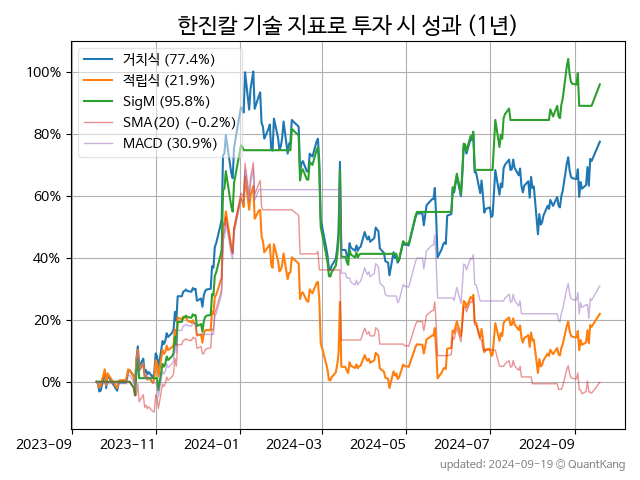 한진칼 기술 지표로 투자 시 성과 (1년)
거치식 (77.4%)
적립식 (21.9%)
SigM (95.8%)
SMA(20) (−0.2%)
MACD (30.9%)
100%
80%
60%
40%
20%
0%
2023-09 2023-11 2024-01 2024-03 2024-05 2024-07 2024-09
updated: 2024-09-19 © QuantKang